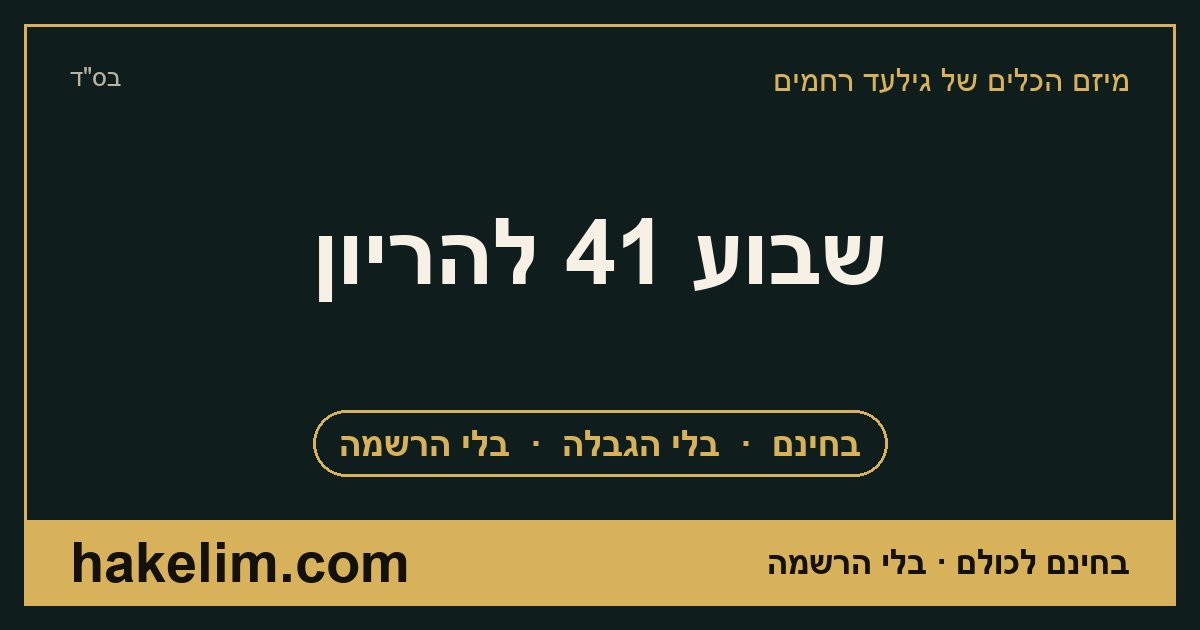 מיזם הכלים של גילעד רחמים
בס"ד
שבוע 41 להריון
בחינם · בלי הגבלה · בלי הרשמה
בחינם לכולם · בלי הרשמה
hakelim.com